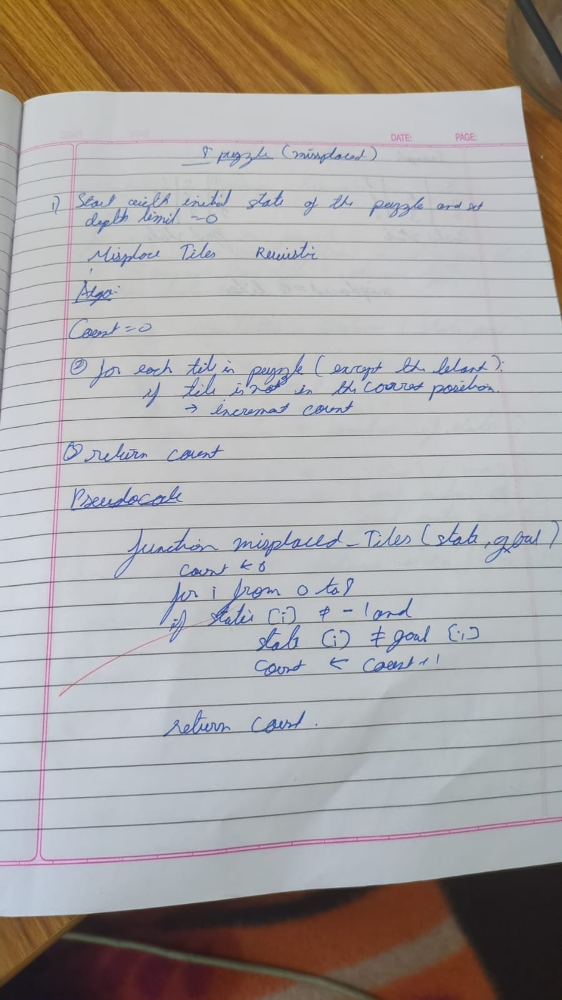 DATE: PAGE:
8 puzzle (missplaced)
1) Start with initial state of the puzzle and set
depth limit = 0
Misplace Tiles Reuistic
Algo:
Count = 0
② for each tile in puzzle (except the blank):
if tile is not in the correct position.
→ increment count
③ return count
Pseudocode
function misplaced_Tiles (state, goal)
count ← 0
for i from 0 to 8
if state [i] ≠ -1 and
state [i] ≠ goal [i]
count ← count + 1
return count.